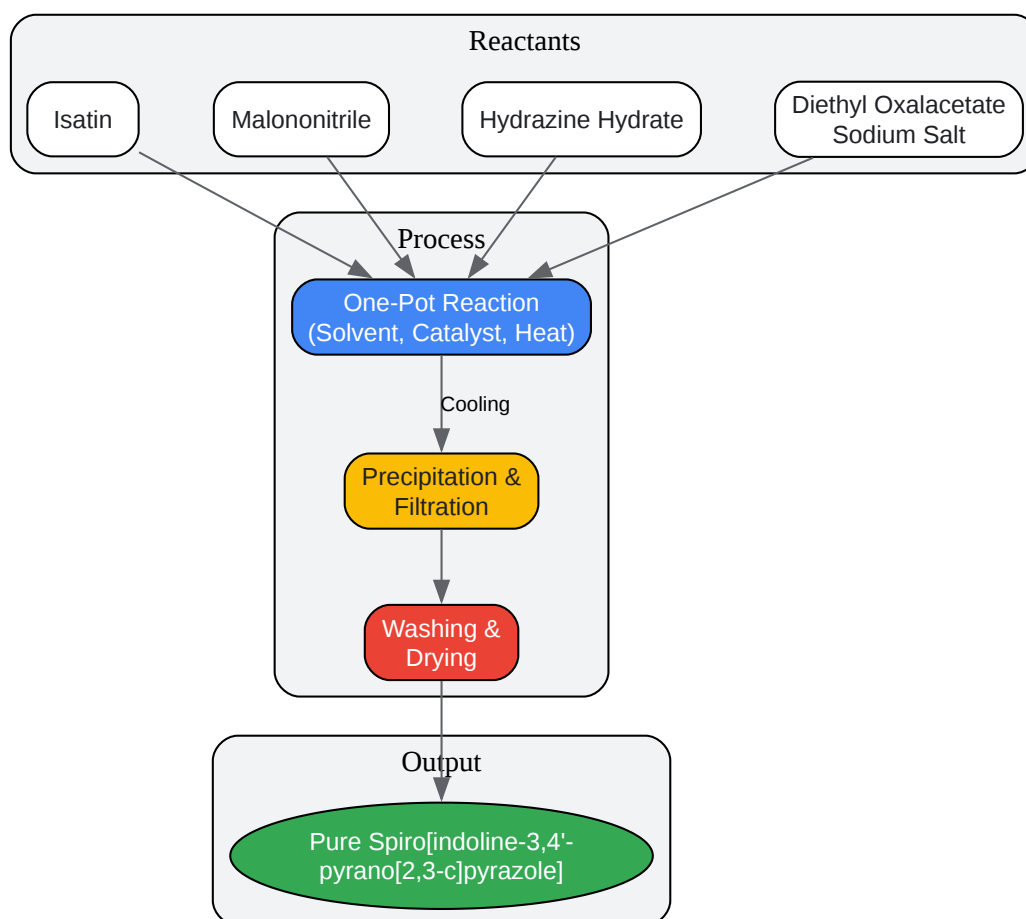 Reactants
Isatin
Malononitrile
Hydrazine Hydrate
Diethyl Oxalacetate
Sodium Salt
Process
One-Pot Reaction
(Solvent, Catalyst, Heat)
Cooling
Precipitation &
Filtration
Washing &
Drying
Output
Pure Spiro[indoline-3,4'-
pyrano[2,3-c]pyrazole]